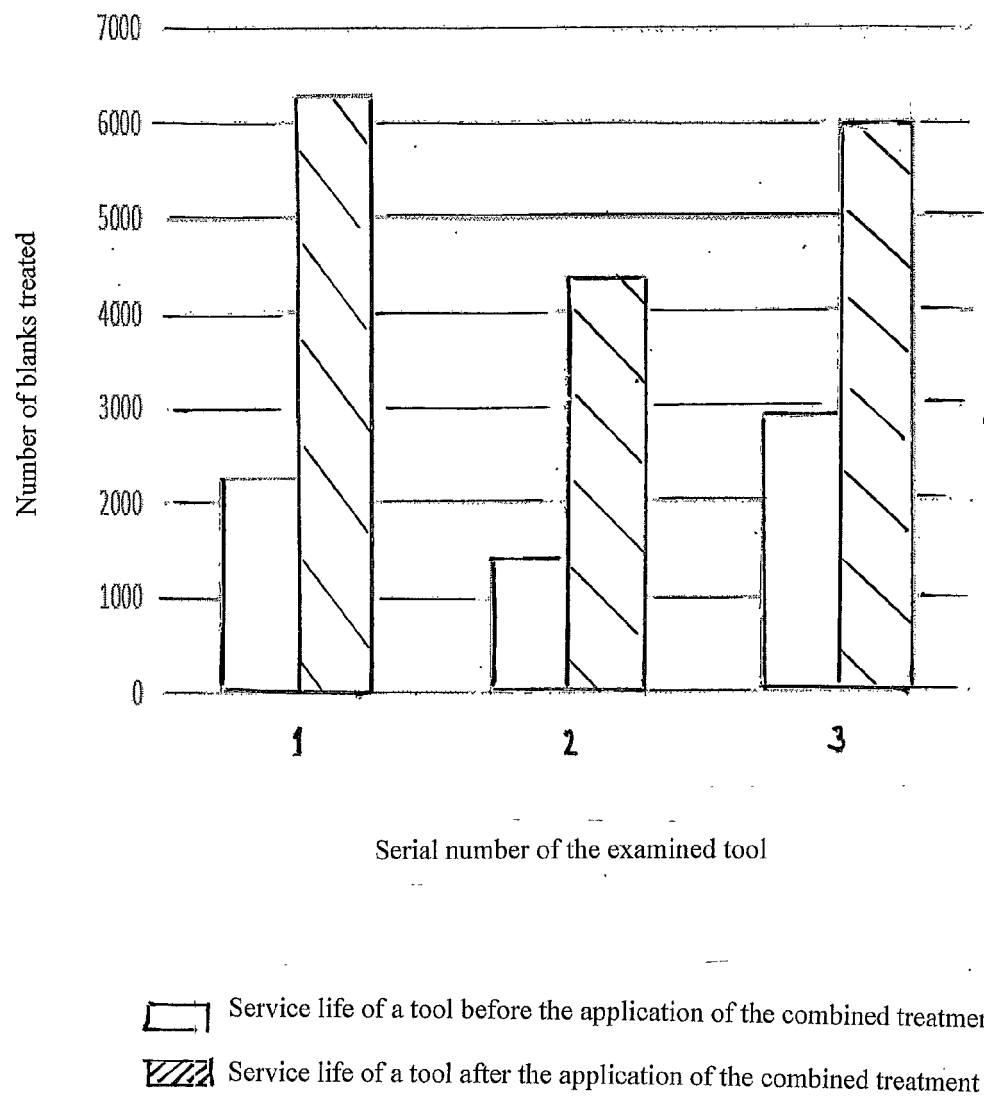 7000
6000
5000
4000
3000
2000
1000
0
Number of blanks treated
1 2 3
Serial number of the examined tool
Service life of a tool before the application of the combined treatmen
Service life of a tool after the application of the combined treatment